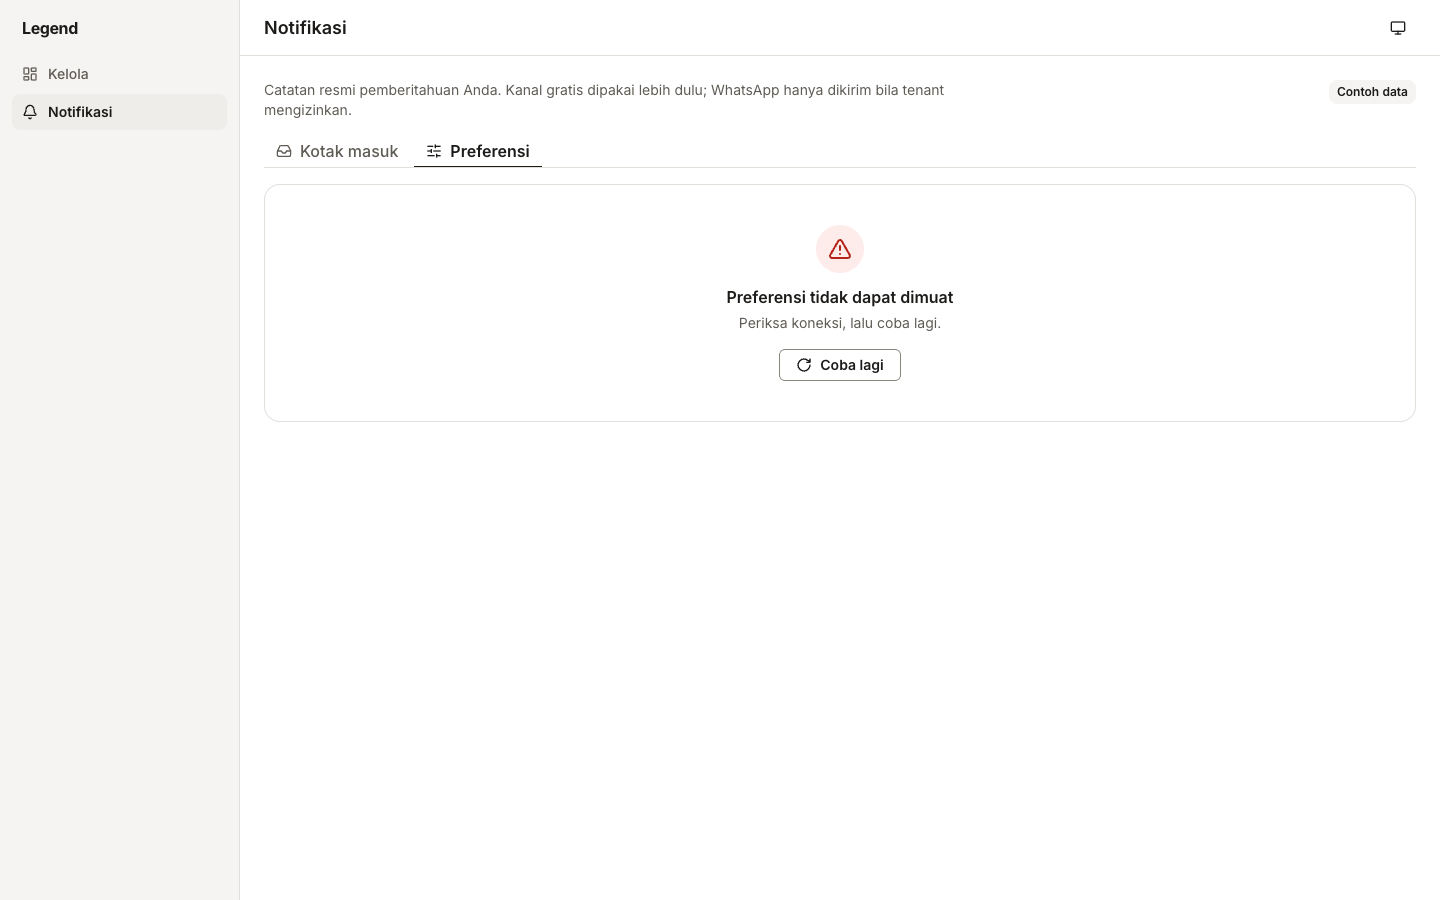 Legend
Kelola
Notifikasi
Notifikasi
Catatan resmi pemberitahuan Anda. Kanal gratis dipakai lebih dulu; WhatsApp hanya dikirim bila tenant
mengizinkan.
Contoh data
Kotak masuk
Preferensi
Preferensi tidak dapat dimuat
Periksa koneksi, lalu coba lagi.
Coba lagi